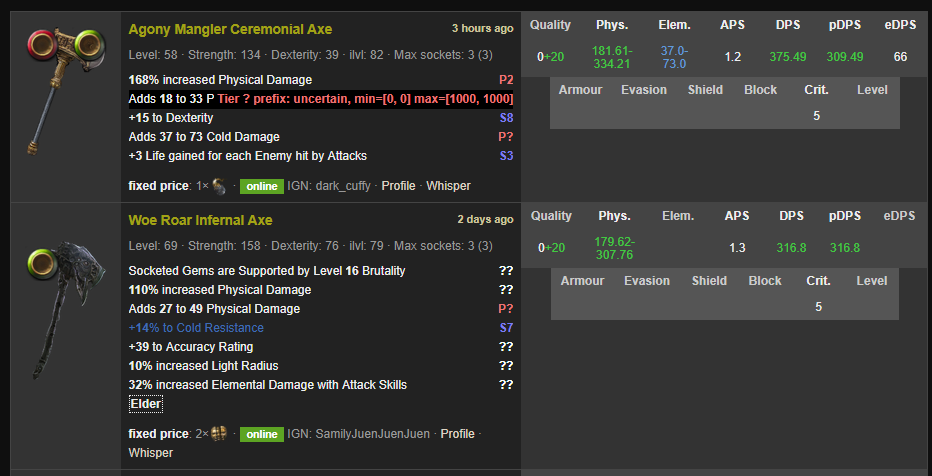 Agony Mangler Ceremonial Axe 3 hours ago
Quality Phys. Elem. APS DPS pDPS eDPS
Level: 58 · Strength: 134 · Dexterity: 39 · ilvl: 82 · Max sockets: 3 (3)
0+20 181.61-334.21 37.0-73.0 1.2 375.49 309.49 66
168% increased Physical Damage P2
Adds 18 to 33 P Tier ? prefix: uncertain, min=[0, 0] max=[1000, 1000]
+15 to Dexterity S8
Adds 37 to 73 Cold Damage P?
+3 Life gained for each Enemy hit by Attacks S3
Armour Evasion Shield Block Crit. Level
5
fixed price: 1× · online IGN: dark_cuffy · Profile · Whisper
Woe Roar Infernal Axe 2 days ago
Quality Phys. Elem. APS DPS pDPS eDPS
Level: 69 · Strength: 158 · Dexterity: 76 · ilvl: 79 · Max sockets: 3 (3)
0+20 179.62-307.76 1.3 316.8 316.8
Socketed Gems are Supported by Level 16 Brutality ??
110% increased Physical Damage ??
Adds 27 to 49 Physical Damage P?
+14% to Cold Resistance S7
+39 to Accuracy Rating ??
10% increased Light Radius ??
32% increased Elemental Damage with Attack Skills ??
Elder
Armour Evasion Shield Block Crit. Level
5
fixed price: 2× · online IGN: SamilyJuenJuenJuen · Profile ·
Whisper